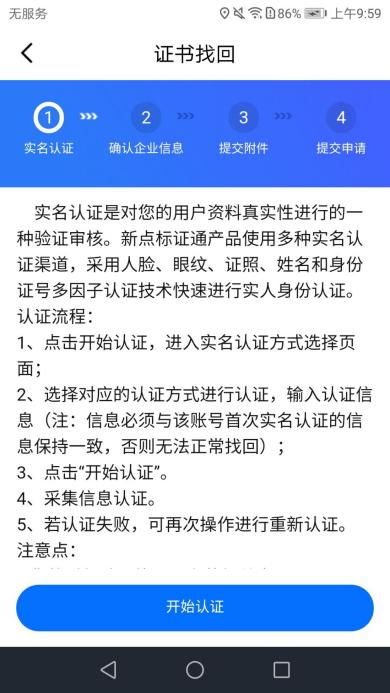 无服务
86%
上午9:59
证书找回
1
2
3
4
实名认证
确认企业信息
提交附件
提交申请
实名认证是对您的用户资料真实性进行的一
种验证审核。新点标证通产品使用多种实名认
证渠道，采用人脸、眼纹、证照、姓名和身份
证号多因子认证技术快速进行实人身份认证。
认证流程：
1、点击开始认证，进入实名认证方式选择页
面；
2、选择对应的认证方式进行认证，输入认证信
息（注：信息必须与该账号首次实名认证的信
息保持一致，否则无法正常找回）；
3、点击“开始认证”。
4、采集信息认证。
5、若认证失败，可再次操作进行重新认证。
注意点：
开始认证